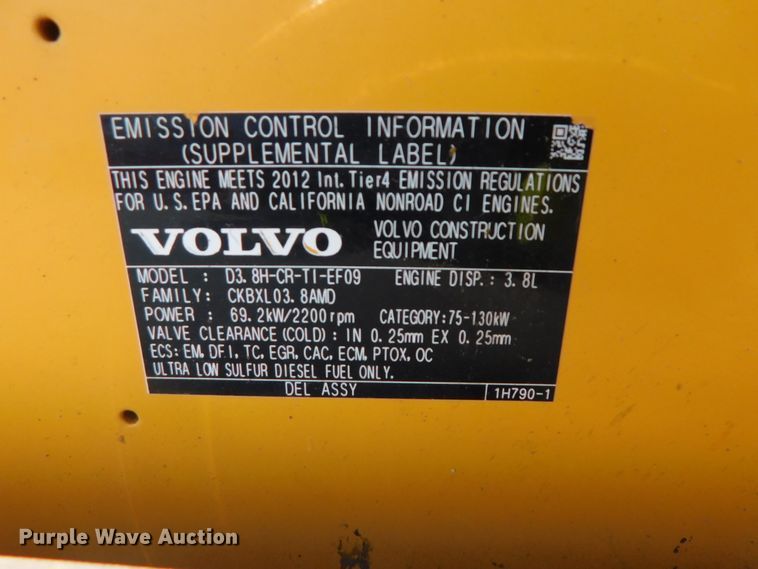 EMISSION CONTROL INFORMATION
(SUPPLEMENTAL LABEL)
THIS ENGINE MEETS 2012 Int. Tier4 EMISSION REGULATIONS
FOR U.S. EPA AND CALIFORNIA NONROAD CI ENGINES.
VOLVO VOLVO CONSTRUCTION
EQUIPMENT
MODEL : D3.8H-CR-TI-EF09 ENGINE DISP.: 3.8L
FAMILY: CKBXL03.8AMD
POWER : 69.2kW/2200rpm CATEGORY:75-130kW
VALVE CLEARANCE(COLD): IN 0.25mm EX 0.25mm
ECS: EM, DFI, TC, EGR, CAC, ECM, PTOX, OC
ULTRA LOW SULFUR DIESEL FUEL ONLY.
DEL ASSY 1H790-1
Purple Wave Auction
Purple Wave Auction